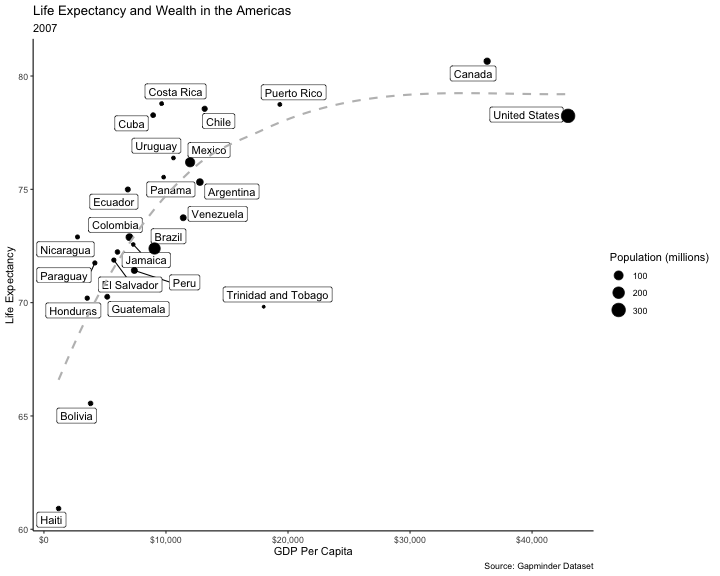 Life Expectancy and Wealth in the Americas
2007
Life Expectancy
80
75
70
65
60
Canada
Costa Rica
Puerto Rico
Cuba
Chile
United States
Uruguay
Mexico
Panama
Argentina
Ecuador
Venezuela
Colombia
Brazil
Nicaragua
Jamaica
Paraguay
El Salvador
Peru
Trinidad and Tobago
Honduras
Guatemala
Bolivia
Haiti
$0
$10,000
$20,000
$30,000
$40,000
GDP Per Capita
Population (millions)
100
200
300
Source: Gapminder Dataset